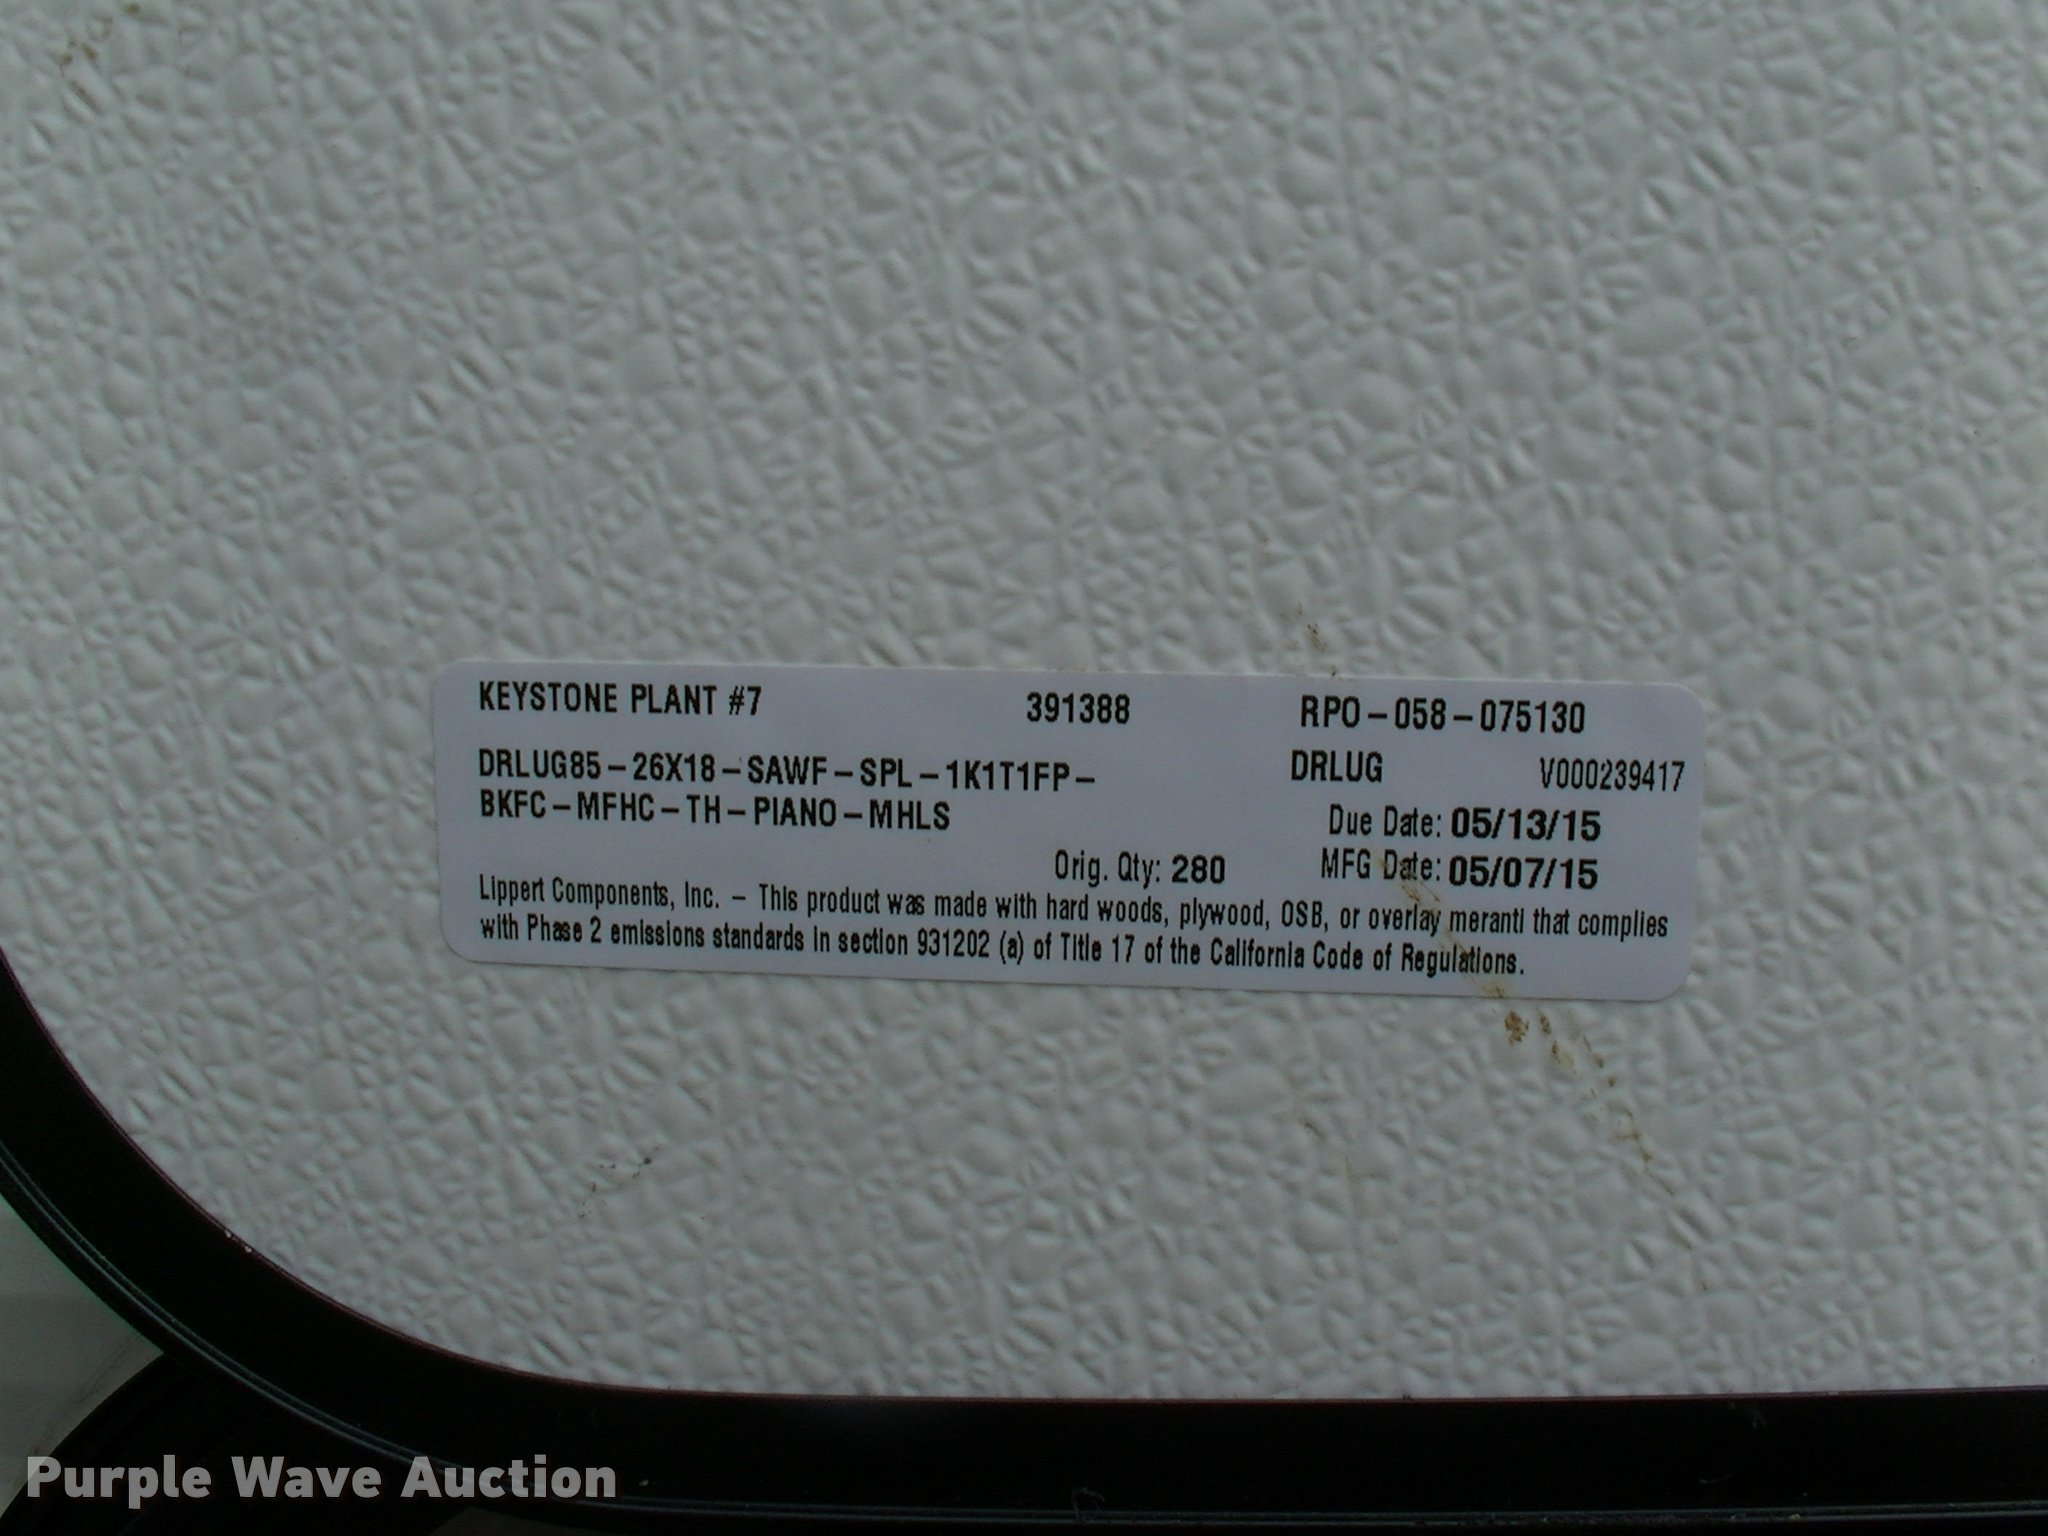 KEYSTONE PLANT #7 391388 RPO-058-075130
DRLUG85-26X18-SAWF-SPL-1K1T1FP- DRLUG V000239417
BKFC-MFHC-TH-PIANO-MHLS Due Date: 05/13/15
Orig. Qty: 280 MFG Date: 05/07/15
Lippert Components, Inc. - This product was made with hard woods, plywood, OSB, or overlay meranti that complies
with Phase 2 emissions standards in section 931202 (a) of Title 17 of the California Code of Regulations.
Purple Wave Auction